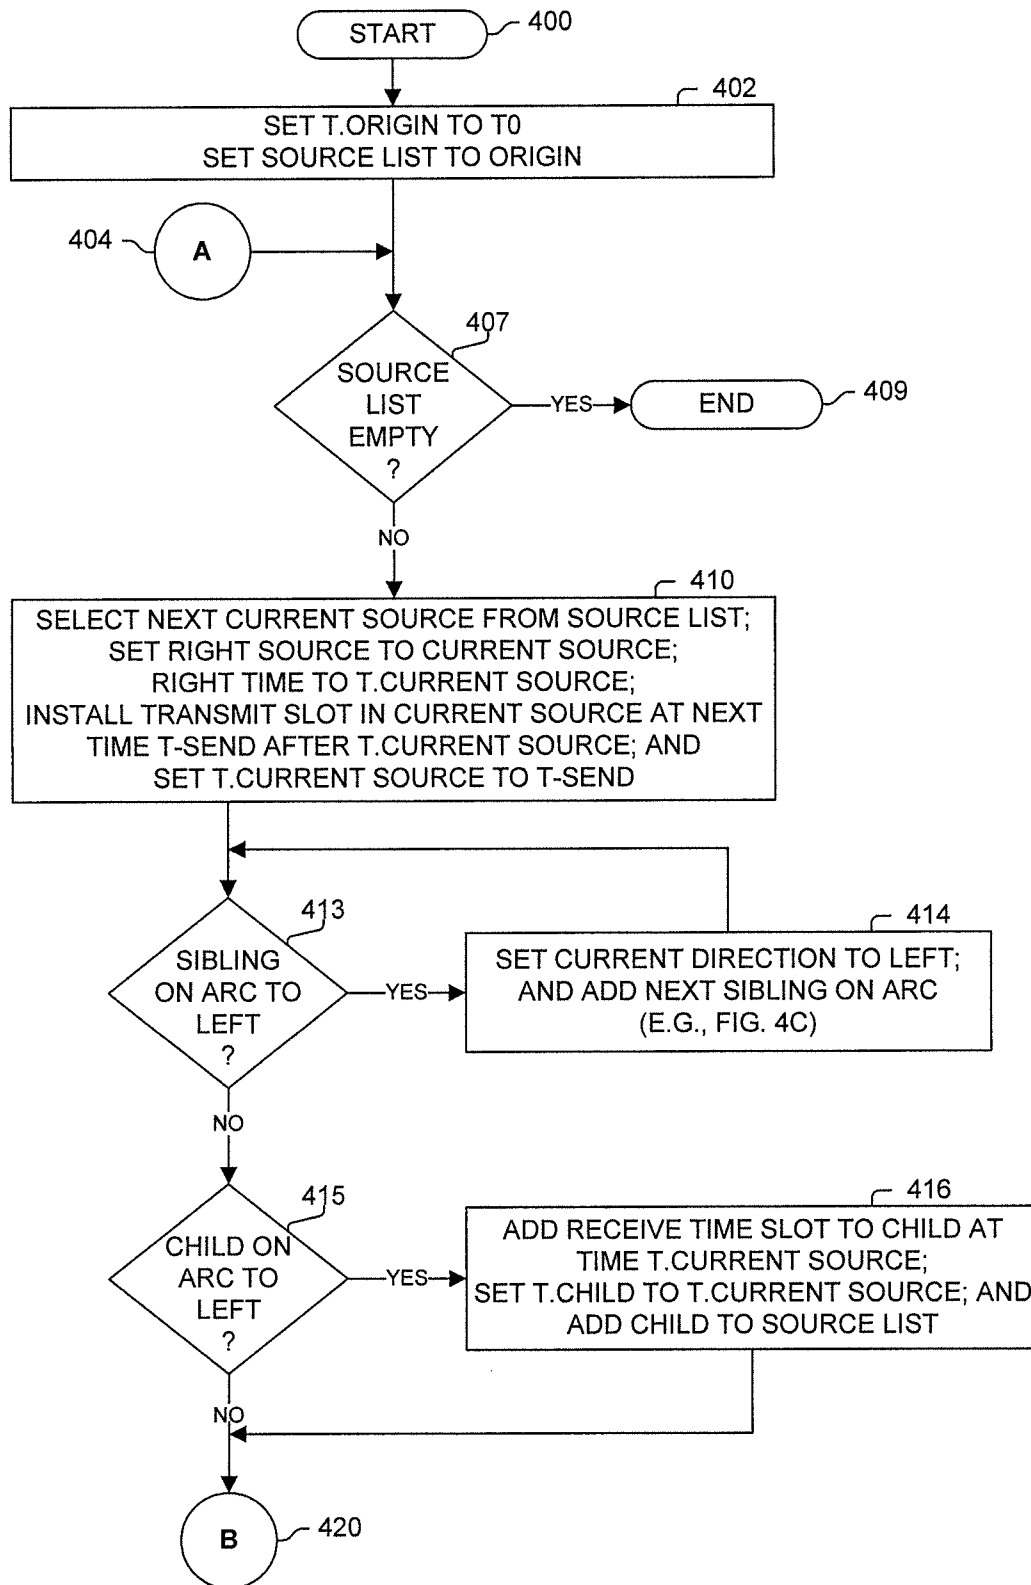 START
400
402
SET T.ORIGIN TO T0
SET SOURCE LIST TO ORIGIN
404
A
407
SOURCE
LIST
EMPTY
?
YES
END
409
NO
410
SELECT NEXT CURRENT SOURCE FROM SOURCE LIST;
SET RIGHT SOURCE TO CURRENT SOURCE;
RIGHT TIME TO T.CURRENT SOURCE;
INSTALL TRANSMIT SLOT IN CURRENT SOURCE AT NEXT
TIME T-SEND AFTER T.CURRENT SOURCE; AND
SET T.CURRENT SOURCE TO T-SEND
413
SIBLING
ON ARC TO
LEFT
?
YES
414
SET CURRENT DIRECTION TO LEFT;
AND ADD NEXT SIBLING ON ARC
(E.G., FIG. 4C)
NO
415
CHILD ON
ARC TO
LEFT
?
YES
416
ADD RECEIVE TIME SLOT TO CHILD AT
TIME T.CURRENT SOURCE;
SET T.CHILD TO T.CURRENT SOURCE; AND
ADD CHILD TO SOURCE LIST
NO
B
420